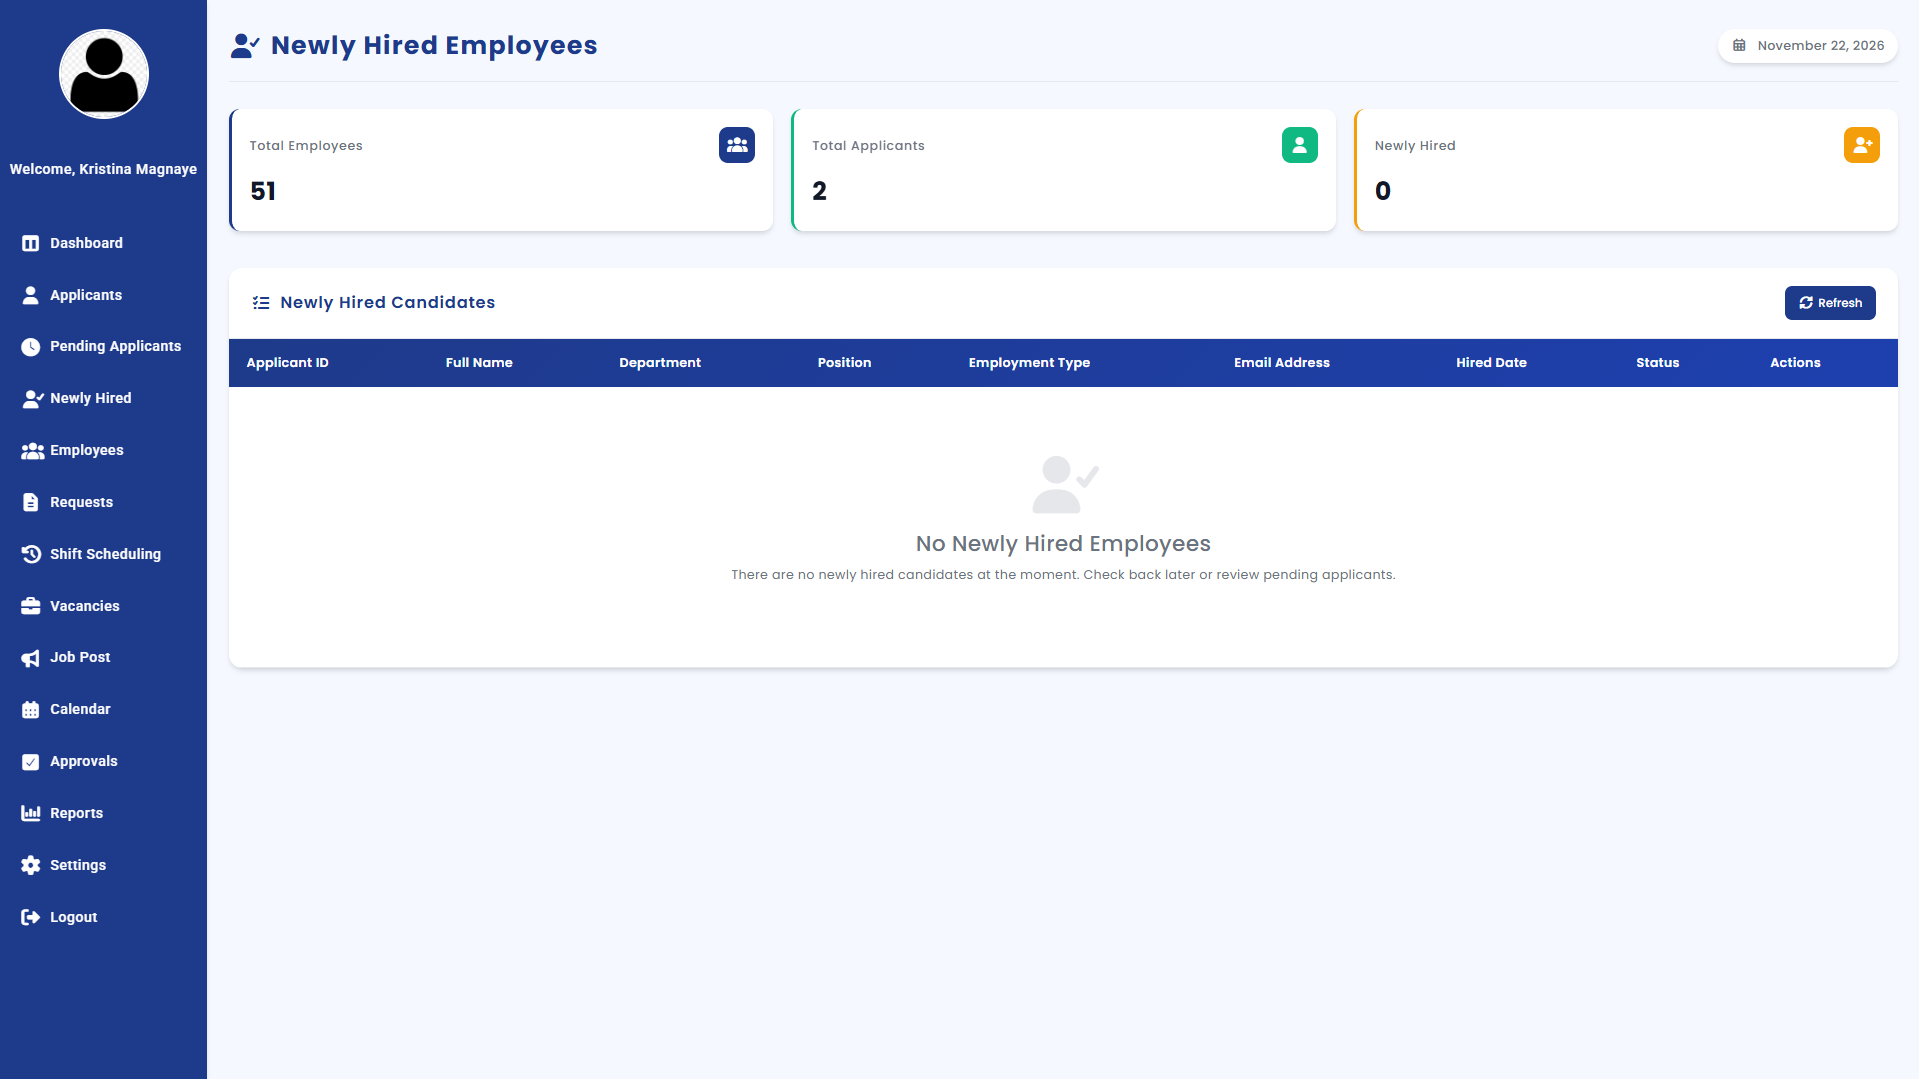 Welcome, Kristina Magnaye
Dashboard
Applicants
Pending Applicants
Newly Hired
Employees
Requests
Shift Scheduling
Vacancies
Job Post
Calendar
Approvals
Reports
Settings
Logout
Newly Hired Employees
November 22, 2026
Total Employees
51
Total Applicants
2
Newly Hired
0
Newly Hired Candidates
Refresh
Applicant ID Full Name Department Position Employment Type Email Address Hired Date Status Actions
No Newly Hired Employees
There are no newly hired candidates at the moment. Check back later or review pending applicants.